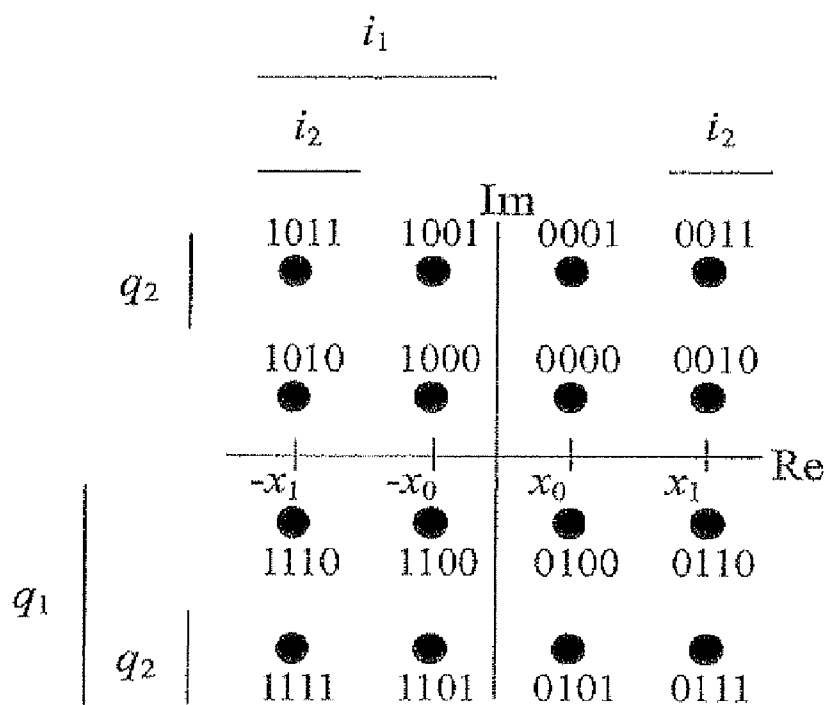 i₁
i₂ i₂
Im
1011 1001 0001 0011
q₂
1010 1000 0000 0010
Re
-x₁ -x₀ x₀ x₁
1110 1100 0100 0110
q₁
q₂
1111 1101 0101 0111